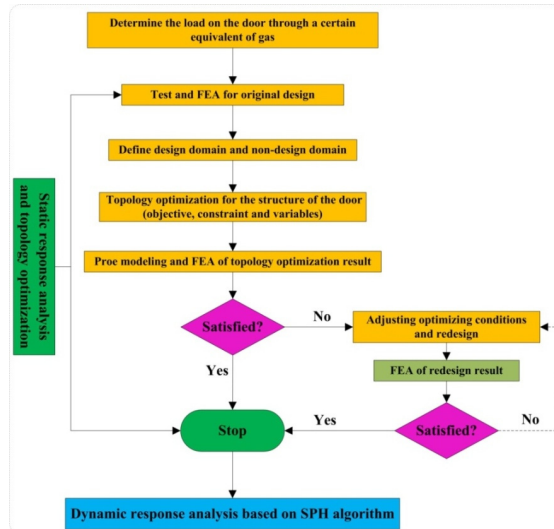 Determine the load on the door through a certain
equivalent of gas
Test and FEA for original design
Define design domain and non-design domain
Static response analysis
and topology optimization
Topology optimization for the structure of the door
(objective, constraint and variables)
Proe modeling and FEA of topology optimization result
Satisfied?
No
Adjusting optimizing conditions
and redesign
Yes
FEA of redesign result
Stop
Yes
Satisfied?
No
Dynamic response analysis based on SPH algorithm